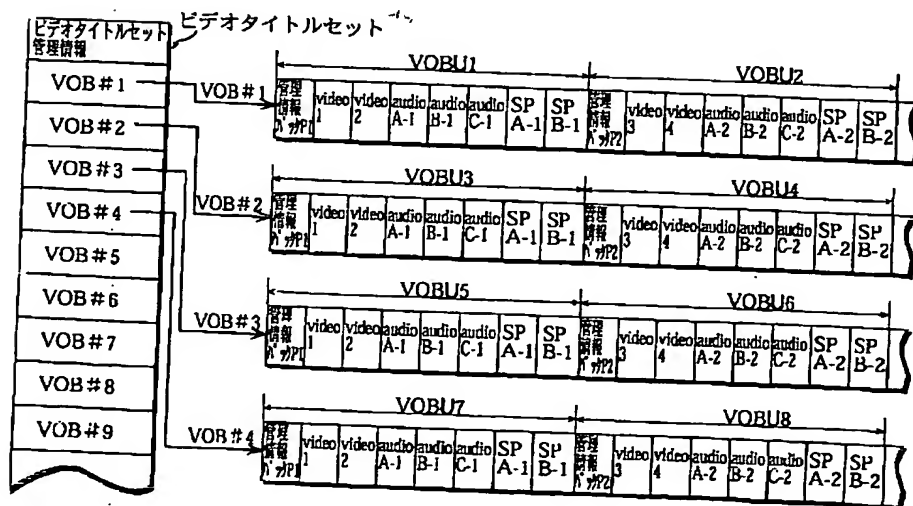 ビデオタイトルセット
ビデオタイトルセット
管理情報
VOB#1
VOB#2
VOB#3
VOB#4
VOB#5
VOB#6
VOB#7
VOB#8
VOB#9
VOBU1 VOBU2
VOB#1
管理情報パックP1 video 1 video 2 audio A-1 audio B-1 audio C-1 SP A-1 SP B-1 管理情報パックP2 video 3 video 4 audio A-2 audio B-2 audio C-2 SP A-2 SP B-2
VOBU3 VOBU4
VOB#2
管理情報パックP1 video 1 video 2 audio A-1 audio B-1 audio C-1 SP A-1 SP B-1 管理情報パックP2 video 3 video 4 audio A-2 audio B-2 audio C-2 SP A-2 SP B-2
VOBU5 VOBU6
VOB#3
管理情報パックP1 video 1 video 2 audio A-1 audio B-1 audio C-1 SP A-1 SP B-1 管理情報パックP2 video 3 video 4 audio A-2 audio B-2 audio C-2 SP A-2 SP B-2
VOBU7 VOBU8
VOB#4
管理情報パックP1 video 1 video 2 audio A-1 audio B-1 audio C-1 SP A-1 SP B-1 管理情報パックP2 video 3 video 4 audio A-2 audio B-2 audio C-2 SP A-2 SP B-2